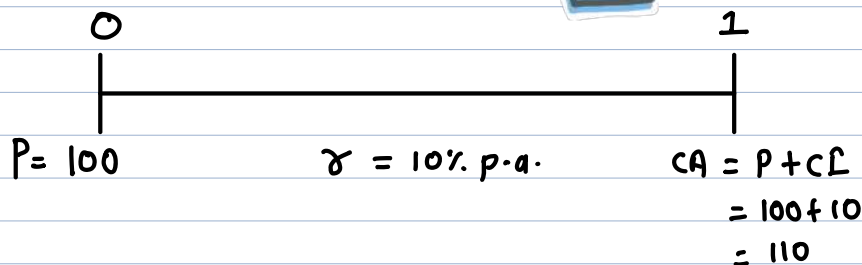 0 1
P= 100 r = 10% p.a. CA = P + CI
= 100 + 10
= 110